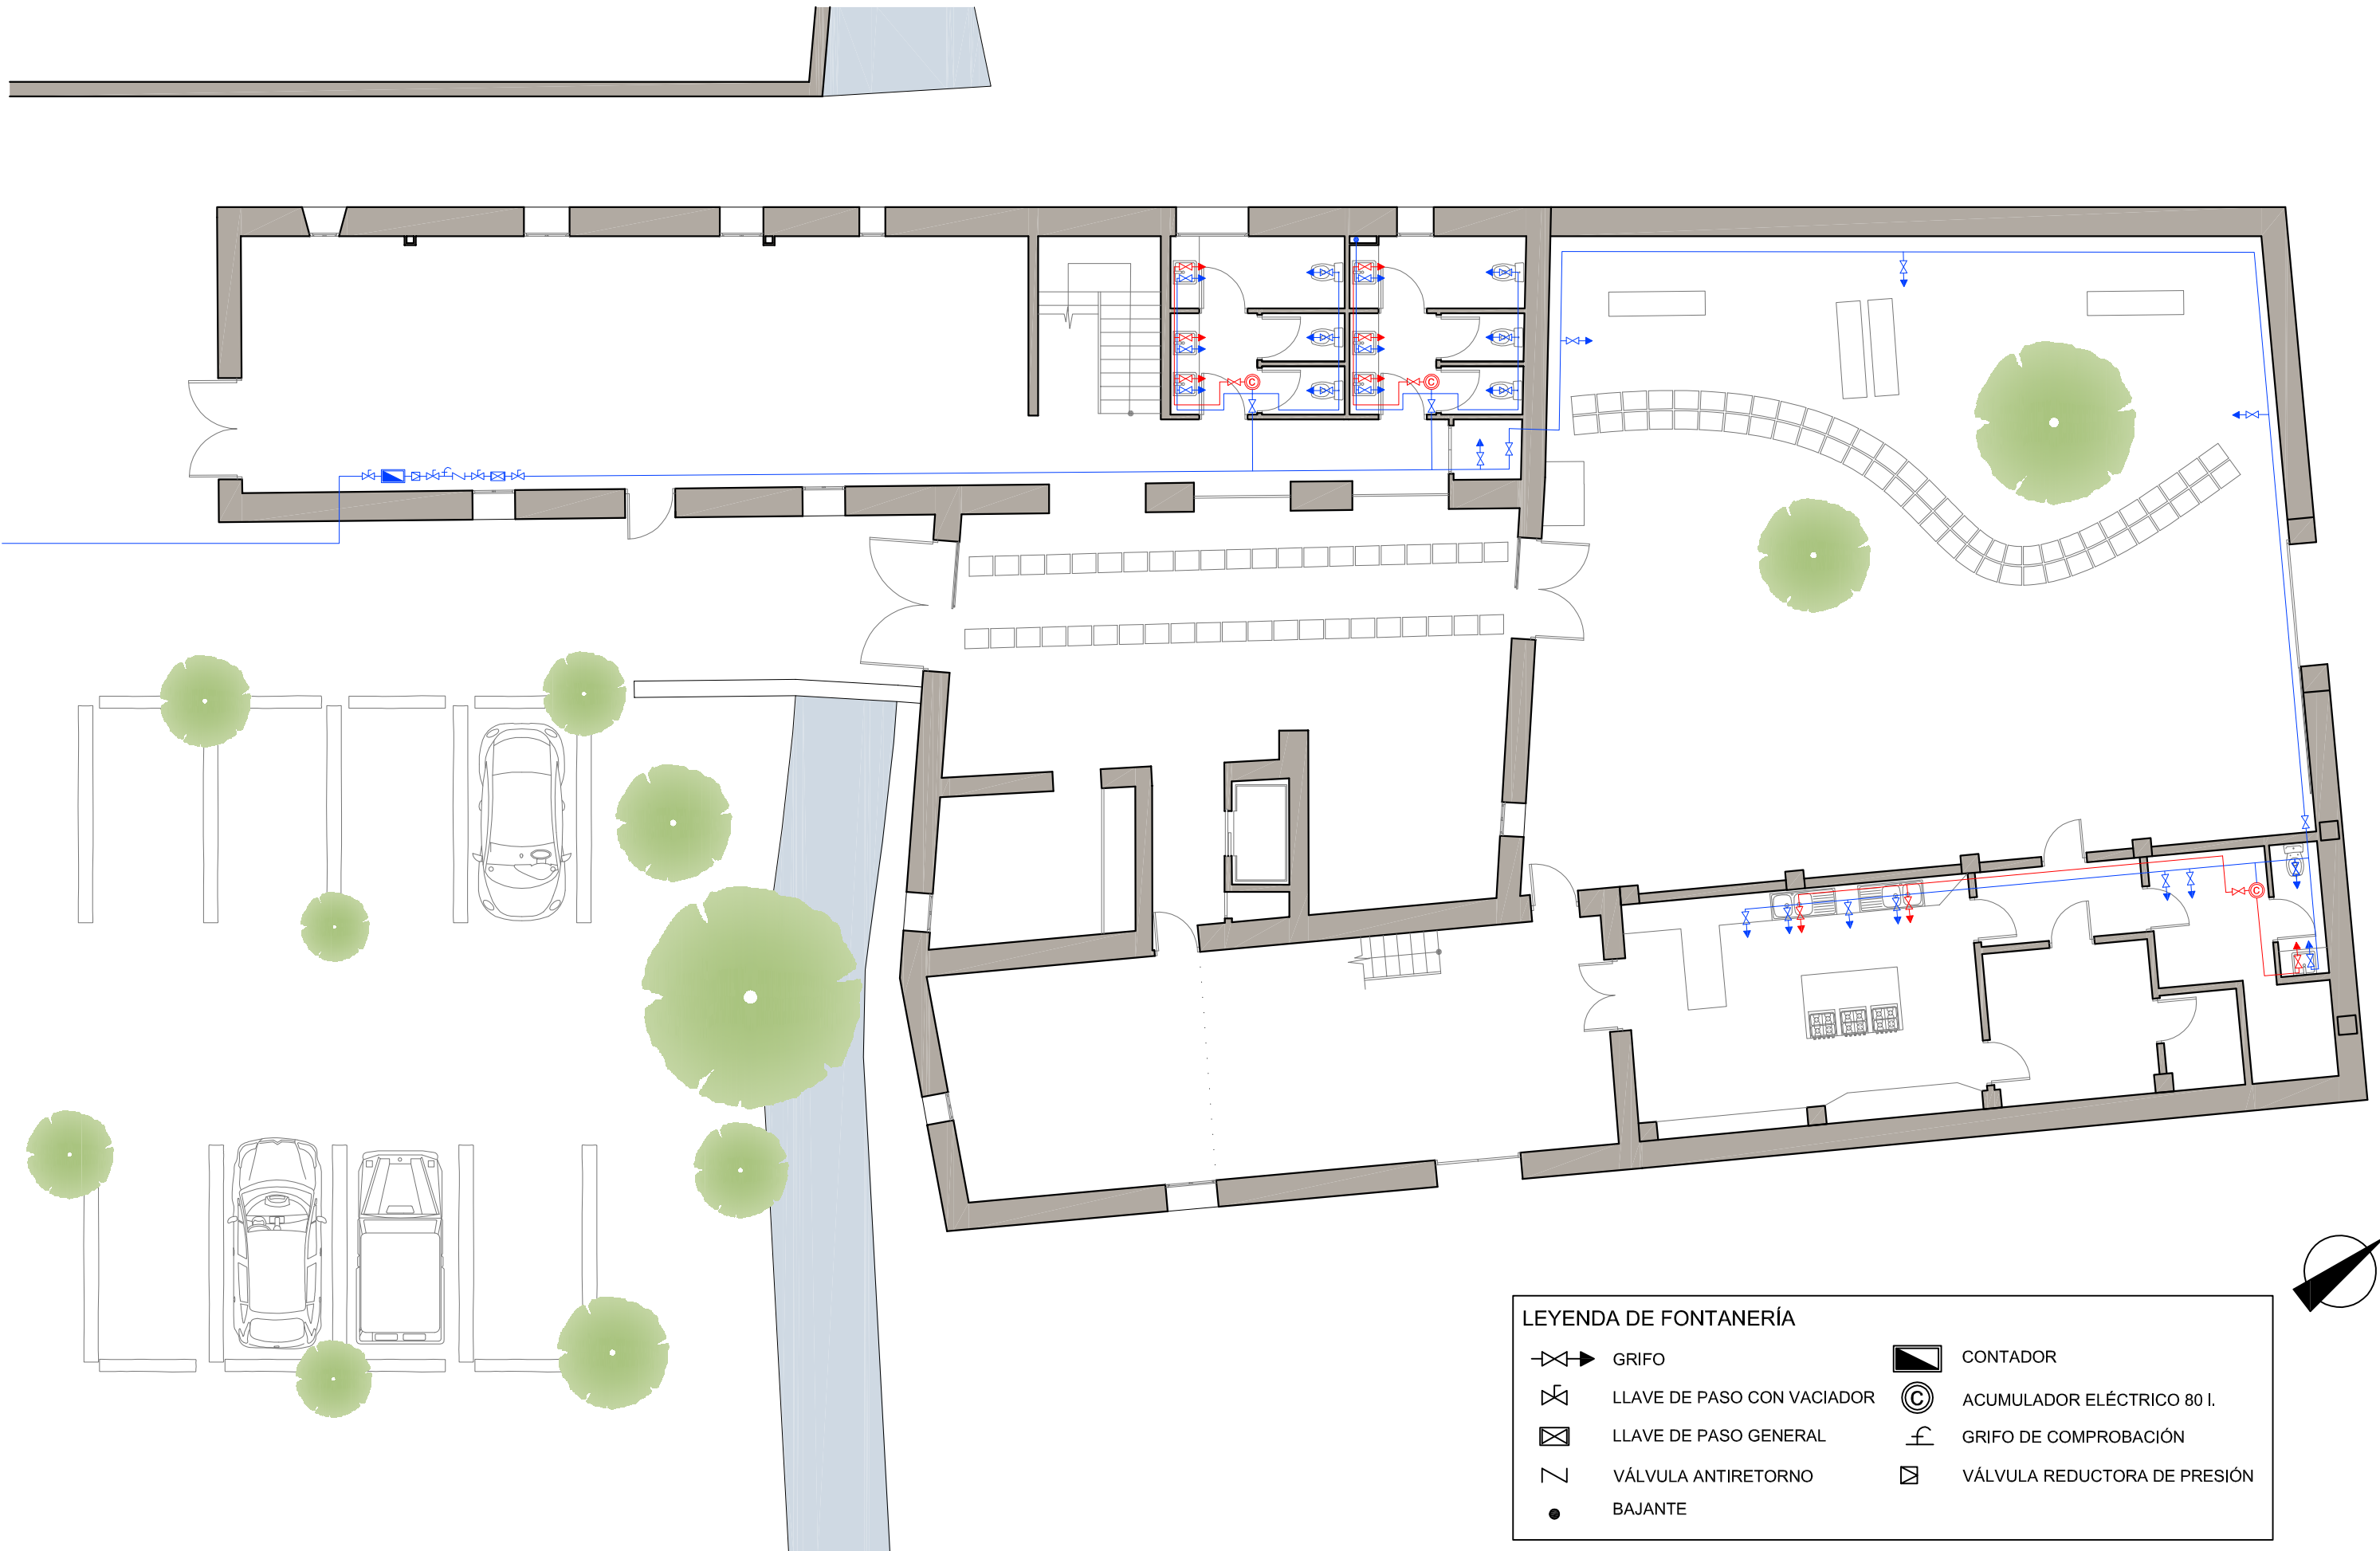 C
C
C
LEYENDA DE FONTANERÍA
GRIFO
CONTADOR
LLAVE DE PASO CON VACIADOR
C
ACUMULADOR ELÉCTRICO 80 l.
LLAVE DE PASO GENERAL
GRIFO DE COMPROBACIÓN
VÁLVULA ANTIRETORNO
VÁLVULA REDUCTORA DE PRESIÓN
BAJANTE